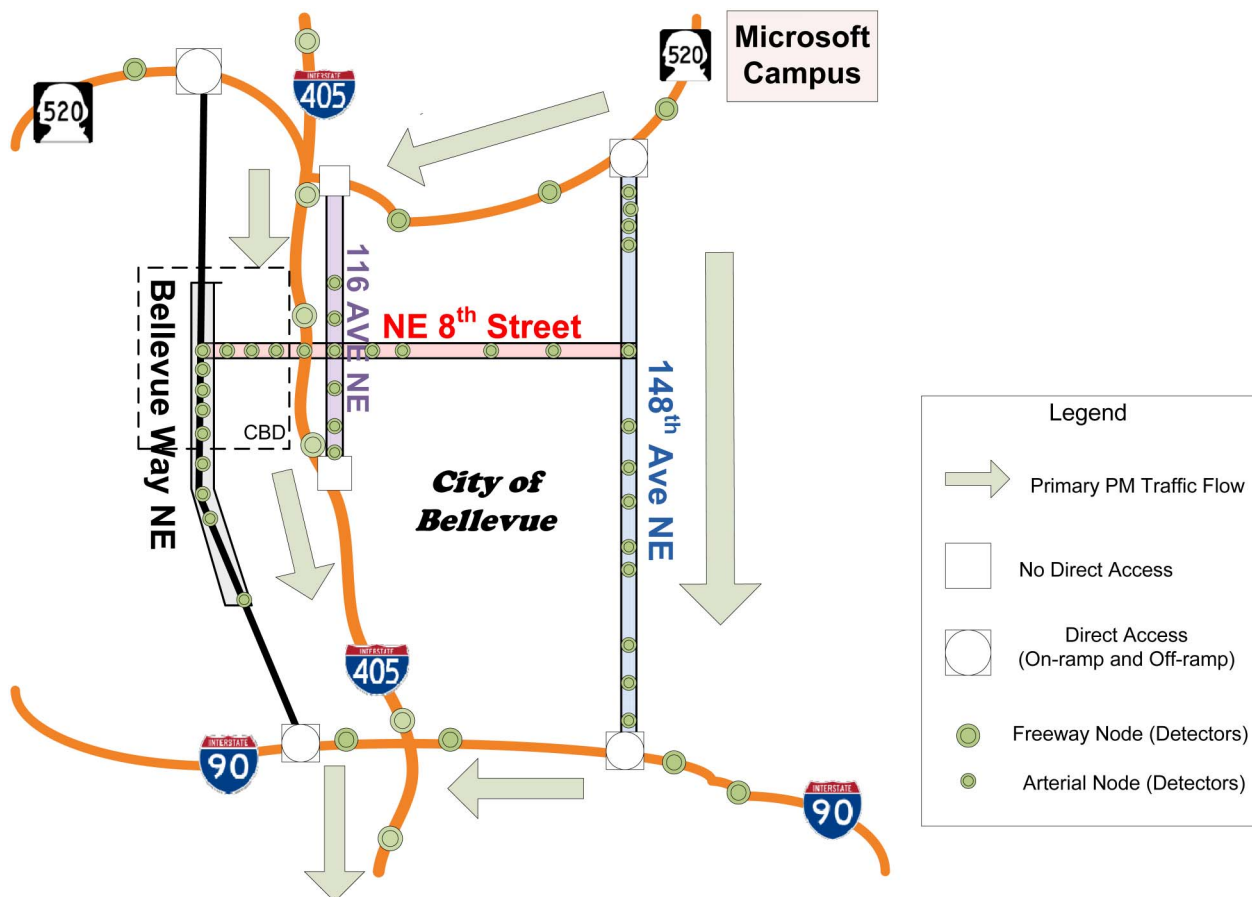 520
INTERSTATE
405
520
Microsoft
Campus
116 AVE NE
Bellevue Way NE
NE 8th Street
CBD
148th Ave NE
City of
Bellevue
INTERSTATE
405
INTERSTATE
90
INTERSTATE
90
Legend
Primary PM Traffic Flow
No Direct Access
Direct Access
(On-ramp and Off-ramp)
Freeway Node (Detectors)
Arterial Node (Detectors)